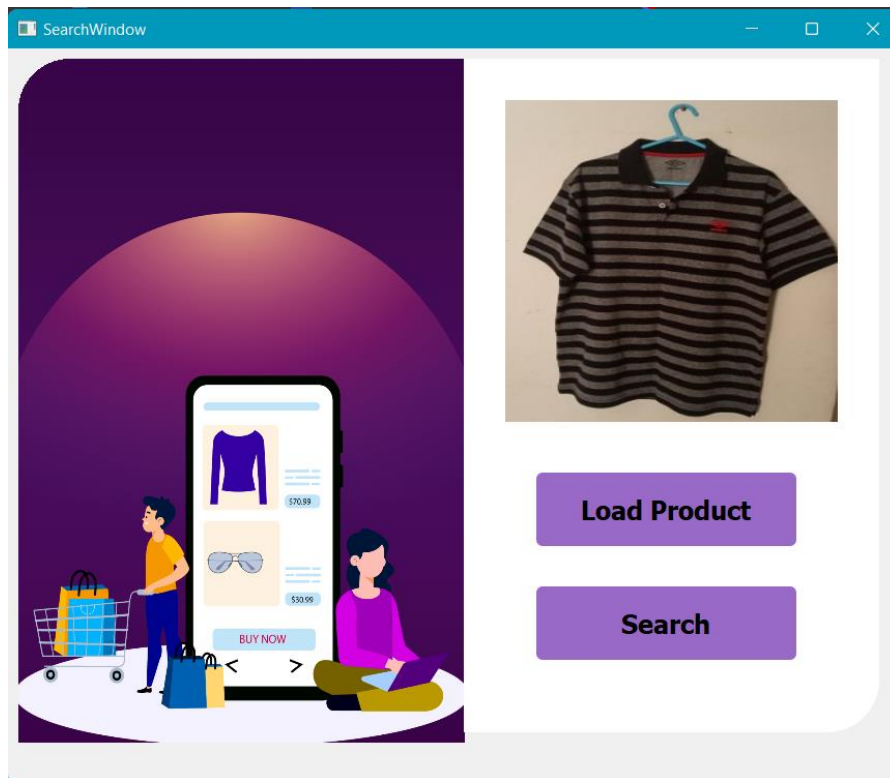 SearchWindow
$70.99
$30.99
BUY NOW
<
>
Load Product
Search